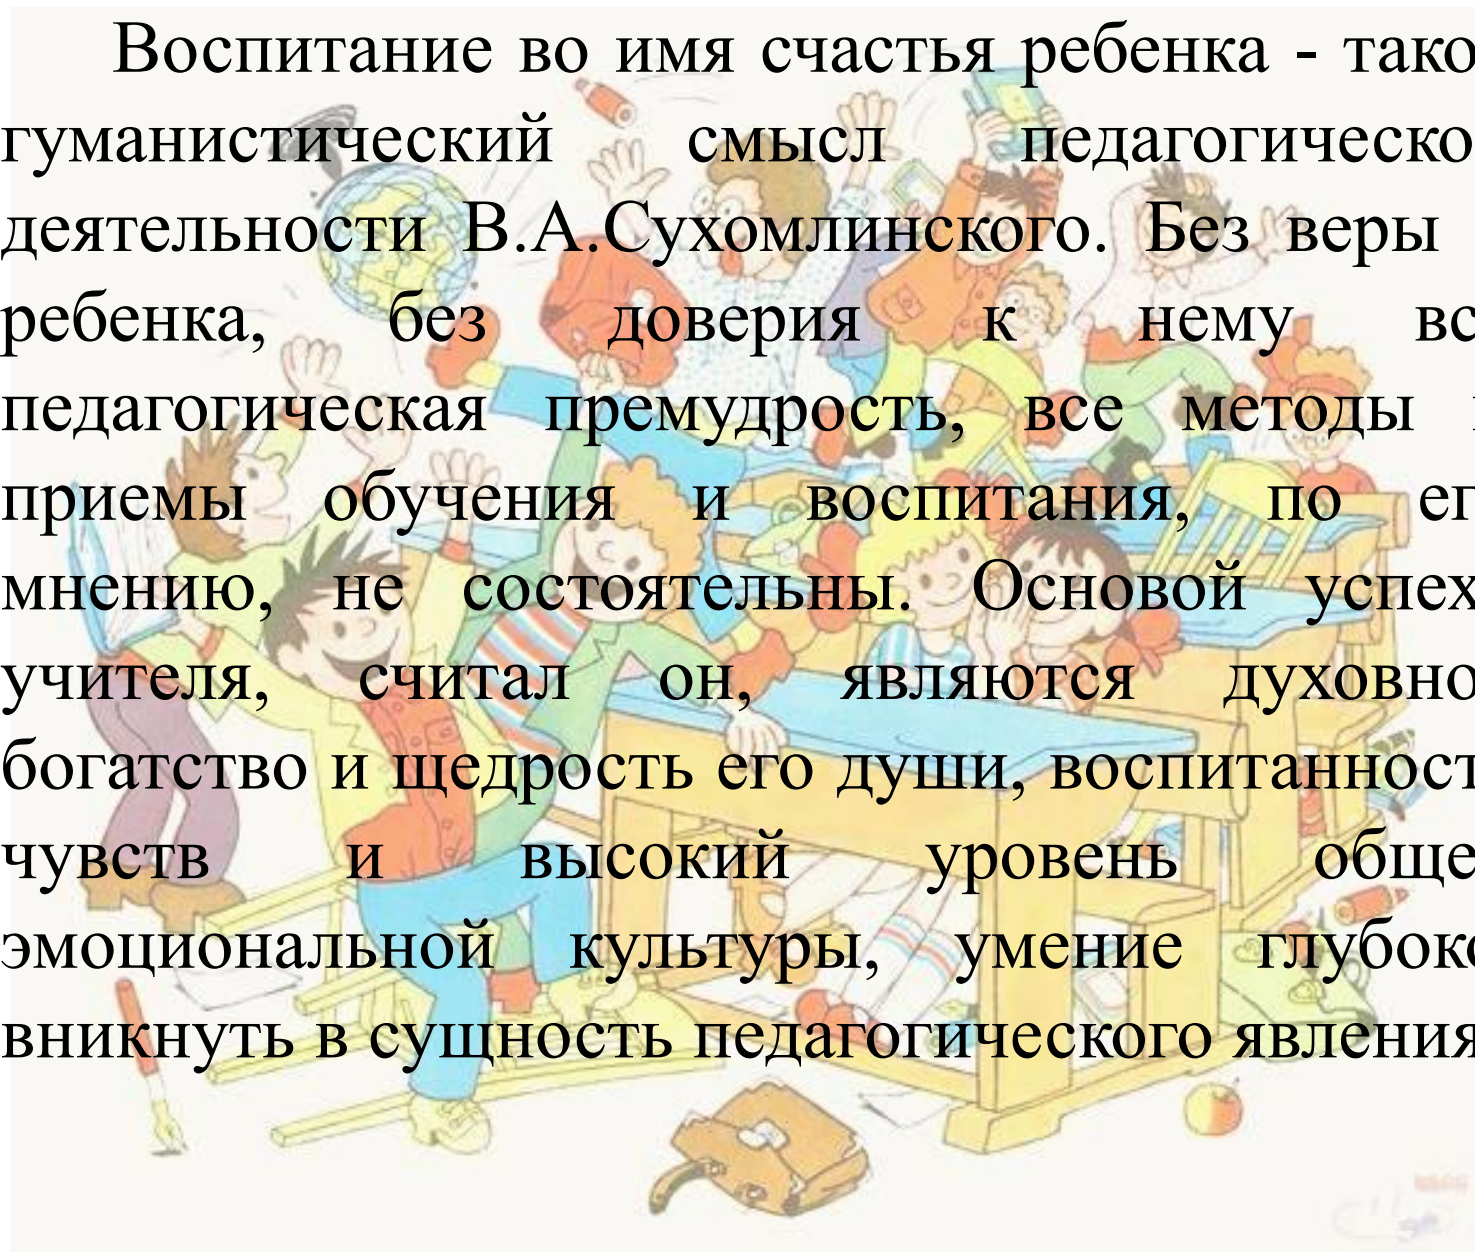 Воспитание во имя счастья ребенка - тако
гуманистический смысл педагогическо
деятельности В.А.Сухомлинского. Без веры
ребенка, без доверия к нему вс
педагогическая премудрость, все методы
приемы обучения и воспитания, по ег
мнению, не состоятельны. Основой успех
учителя, считал он, являются духовно
богатство и щедрость его души, воспитанност
чувств и высокий уровень обще
эмоциональной культуры, умение глубоко
вникнуть в сущность педагогического явления